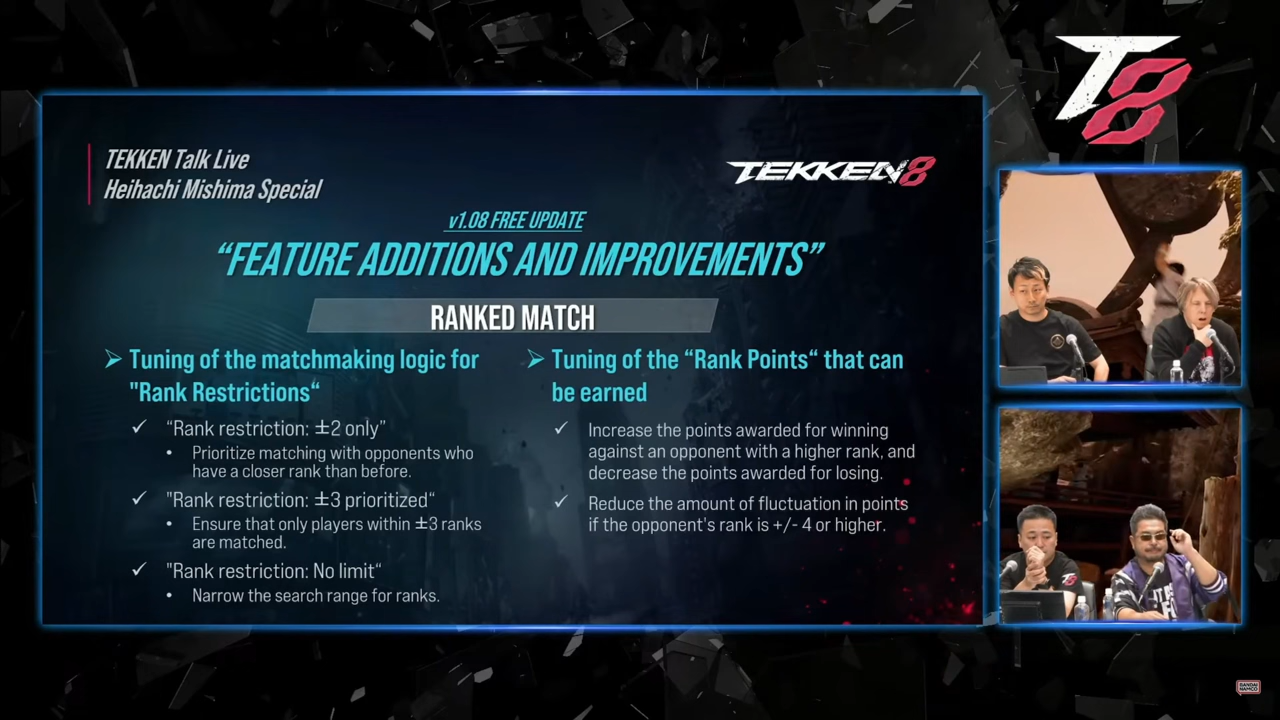 T8
TEKKEN Talk Live
Heihachi Mishima Special
TEKKEN 8
v1.08 FREE UPDATE
“FEATURE ADDITIONS AND IMPROVEMENTS”
RANKED MATCH
➢ Tuning of the matchmaking logic for
"Rank Restrictions“
✓ “Rank restriction: ±2 only”
• Prioritize matching with opponents who
have a closer rank than before.
✓ "Rank restriction: ±3 prioritized“
• Ensure that only players within ±3 ranks
are matched.
✓ "Rank restriction: No limit“
• Narrow the search range for ranks.
➢ Tuning of the “Rank Points“ that can
be earned
✓ Increase the points awarded for winning
against an opponent with a higher rank, and
decrease the points awarded for losing.
✓ Reduce the amount of fluctuation in points
if the opponent's rank is +/- 4 or higher.
BANDAI
NAMCO